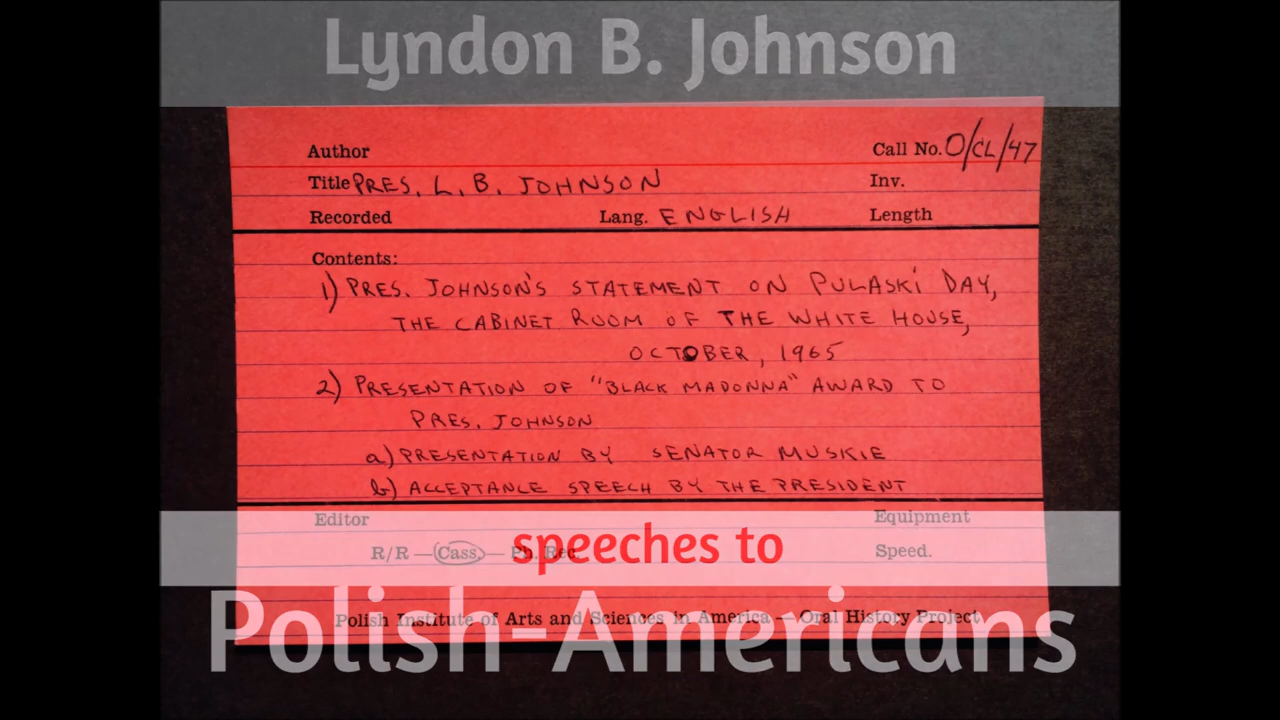 Lyndon B. Johnson
Author Call No. O/CL/47
Title PRES. L. B. JOHNSON Inv.
Recorded Lang. ENGLISH Length
Contents:
1) PRES. JOHNSON'S STATEMENT ON PULASKI DAY,
THE CABINET ROOM OF THE WHITE HOUSE,
OCTOBER, 1965
2) PRESENTATION OF "BLACK MADONNA" AWARD TO
PRES. JOHNSON
a) PRESENTATION BY SENATOR MUSKIE
b) ACCEPTANCE SPEECH BY THE PRESIDENT
Editor Equipment
speeches to
R/R — Cass. — Ph. Rec. Speed.
Polish Institute of Arts and Sciences in America — Oral History Project
Polish-Americans